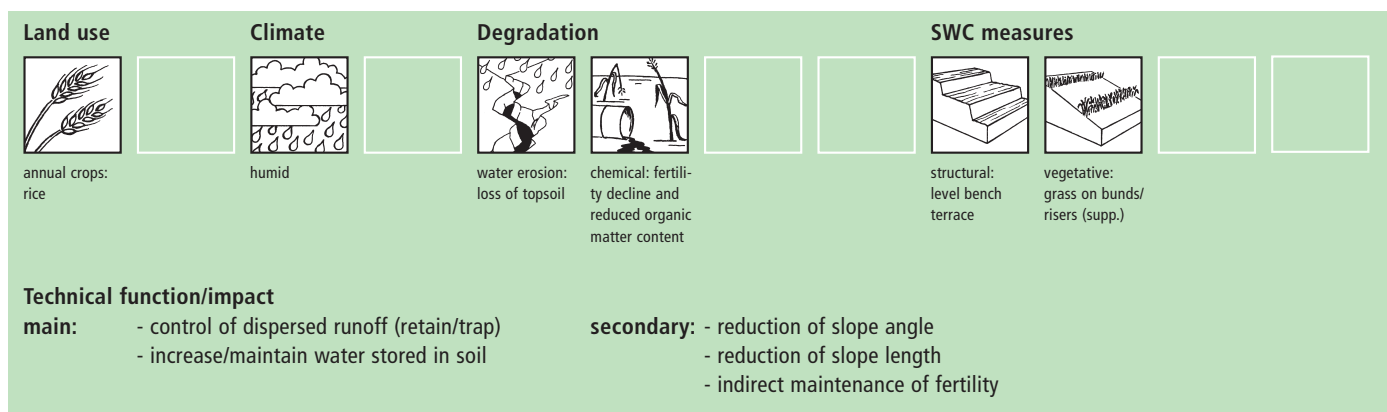 Land use
Climate
Degradation
SWC measures
annual crops:
rice
humid
water erosion:
loss of topsoil
chemical: fertili-
ty decline and
reduced organic
matter content
structural:
level bench
terrace
vegetative:
grass on bunds/
risers (supp.)
Technical function/impact
main: - control of dispersed runoff (retain/trap)
- increase/maintain water stored in soil
secondary: - reduction of slope angle
- reduction of slope length
- indirect maintenance of fertility